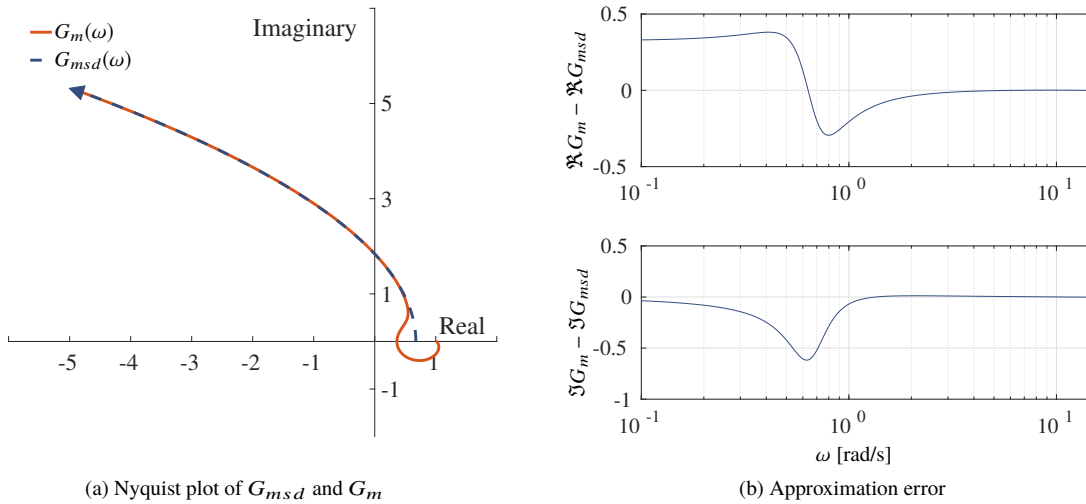 Imaginary
G_m(ω)
G_msd(ω)
5
3
1
Real
-5 -4 -3 -2 -1 1
-1
(a) Nyquist plot of G_msd and G_m
0.5
0
-0.5
ℜG_m − ℜG_msd
10^-1 10^0 10^1
0.5
0
-0.5
-1
ℑG_m − ℑG_msd
10^-1 10^0 10^1
ω [rad/s]
(b) Approximation error